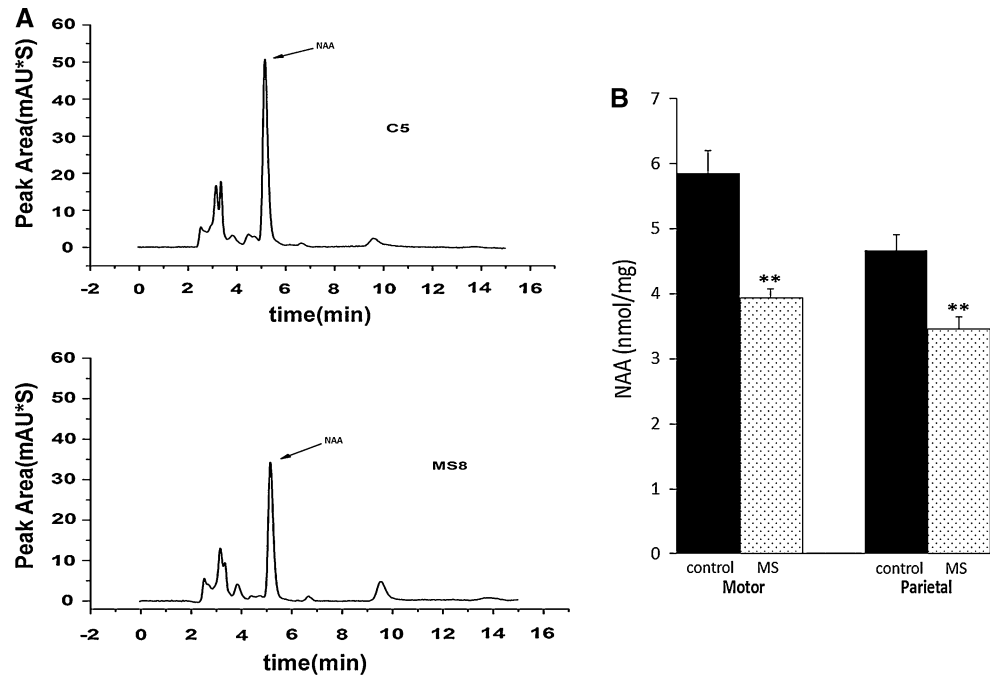 A
Peak Area(mAU*S)
60
50
40
30
20
10
0
NAA
C5
-2 0 2 4 6 8 10 12 14 16
time(min)
Peak Area(mAU*S)
60
50
40
30
20
10
0
NAA
MS8
-2 0 2 4 6 8 10 12 14 16
time(min)
B
NAA (nmol/mg)
7
6
5
4
3
2
1
0
**
**
control MS control MS
Motor Parietal